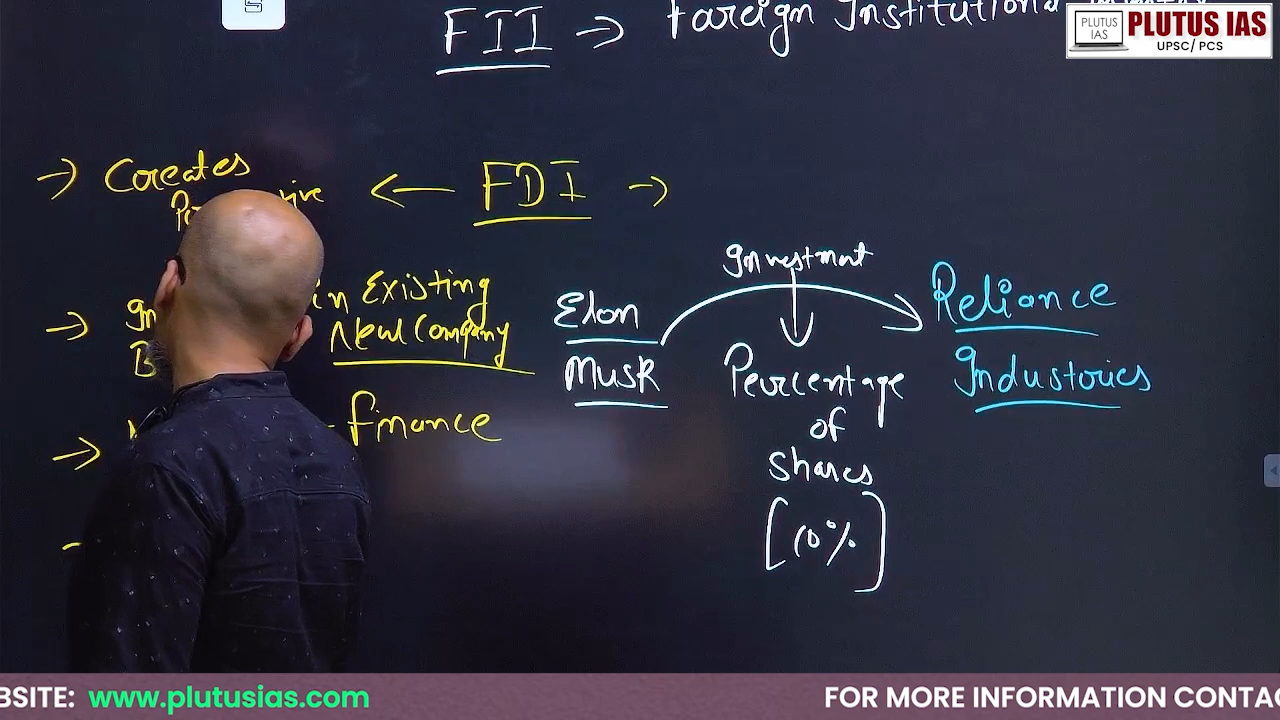 FII → Foreign Institutional
PLUTUS IAS
PLUTUS IAS
UPSC/ PCS
→ Creates ← FDI →
Investment
in Existing
New Company
Elon
Musk
Reliance
Industories
Percentage
of
shares
[10%]
→ - finance
BSITE: www.plutusias.com FOR MORE INFORMATION CONTAC